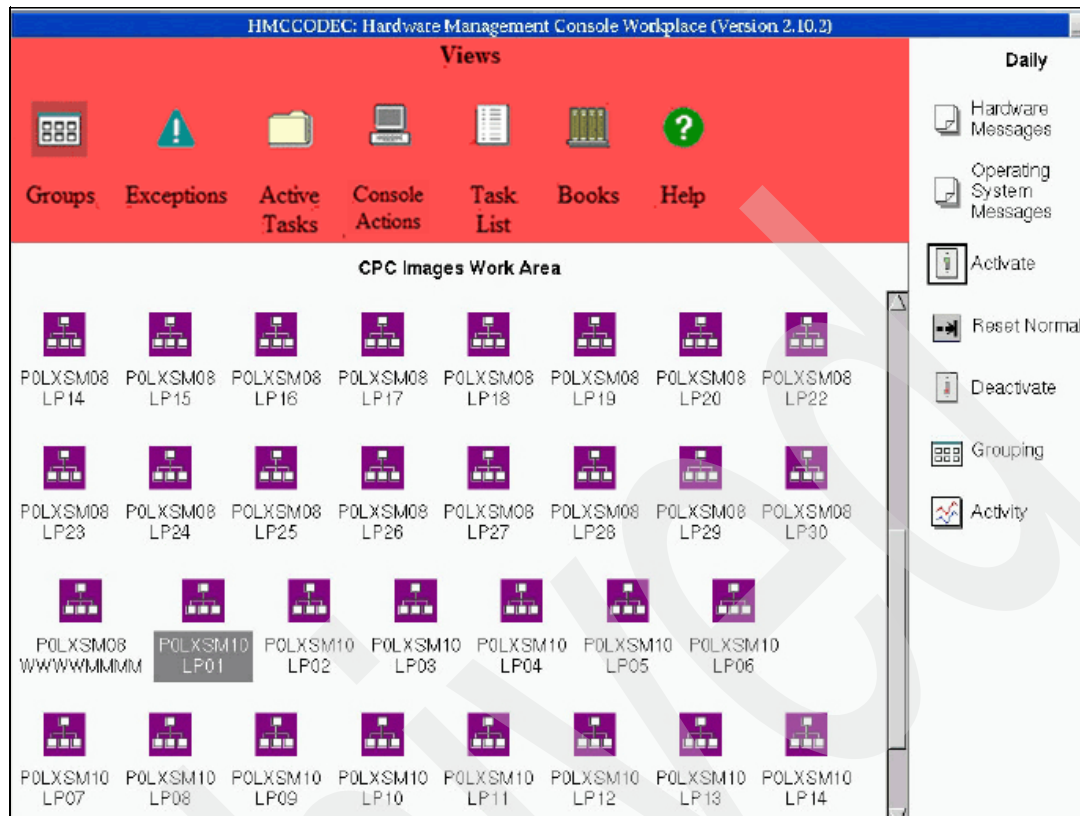 HMCCODEC: Hardware Management Console Workplace (Version 2.10.2)
Views
Groups Exceptions Active Tasks Console Actions Task List Books Help
CPC Images Work Area
P0LXSM08 P0LXSM08 P0LXSM08 P0LXSM08 P0LXSM08 P0LXSM08 P0LXSM08 P0LXSM08
LP14 LP15 LP16 LP17 LP18 LP19 LP20 LP22
P0LXSM08 P0LXSM08 P0LXSM08 P0LXSM08 P0LXSM08 P0LXSM08 P0LXSM08 P0LXSM08
LP23 LP24 LP25 LP26 LP27 LP28 LP29 LP30
P0LXSM08 P0LXSM10 P0LXSM10 P0LXSM10 P0LXSM10 P0LXSM10 P0LXSM10
WWWWMMMM LP01 LP02 LP03 LP04 LP05 LP06
P0LXSM10 P0LXSM10 P0LXSM10 P0LXSM10 P0LXSM10 P0LXSM10 P0LXSM10 P0LXSM10
LP07 LP08 LP09 LP10 LP11 LP12 LP13 LP14
Daily
Hardware
Messages
Operating
System
Messages
Activate
Reset Normal
Deactivate
Grouping
Activity